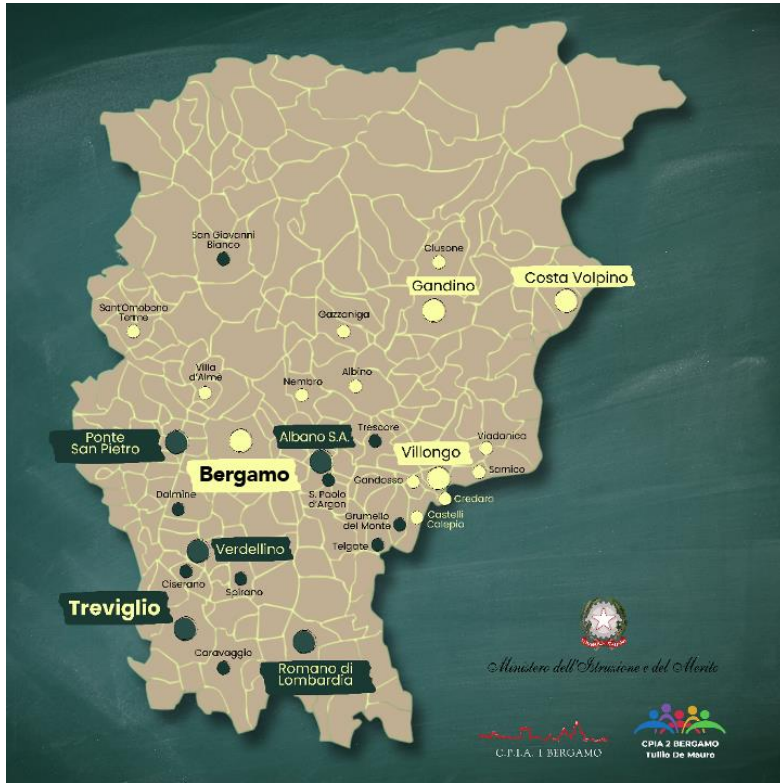 San Giovanni
Bianco
Clusone
Gandino
Costa Volpino
Sant'Omobono
Terme
Gazzaniga
Villa
d'Alme
Nembro
Albino
Ponte
San Pietro
Bergamo
Albano S.A.
Trescore
Viadanica
Villongo
Sarnico
Gandosso
Credaro
S. Paolo
d'Argon
Dalmine
Grumello
del Monte
Castelli
Calepio
Telgate
Verdellino
Ciserano
Spirano
Treviglio
Caravaggio
Romano di
Lombardia
Ministero dell'Istruzione e del Merito
C.P.I.A. 1 BERGAMO
CPIA 2 BERGAMO
Tullio De Mauro